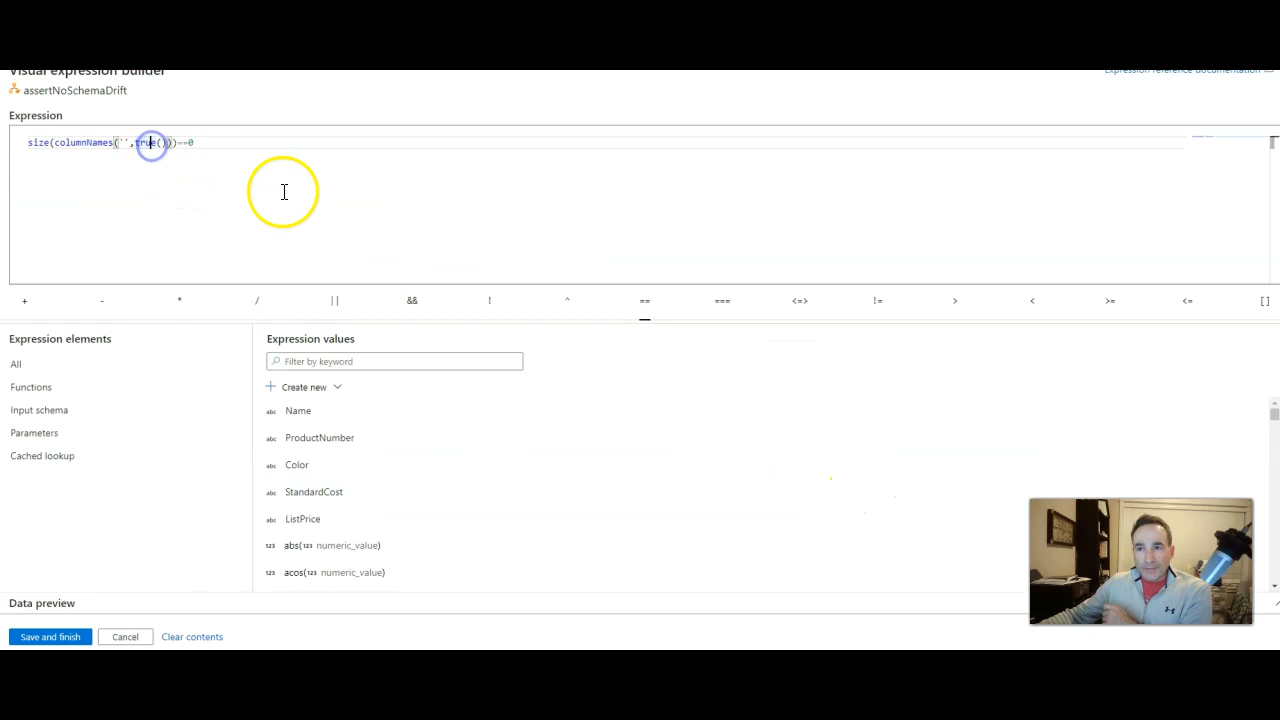 Visual expression builder
Expression reference documentation
assertNoSchemaDrift
Expression
size(columnNames('',true()))==0
+ - * / || && ! ^ == === <=> != > < >= <= []
Expression elements
All
Functions
Input schema
Parameters
Cached lookup
Expression values
Filter by keyword
Create new
abc Name
abc ProductNumber
abc Color
abc StandardCost
abc ListPrice
123 abs(123 numeric_value)
123 acos(123 numeric_value)
Data preview
Save and finish
Cancel
Clear contents